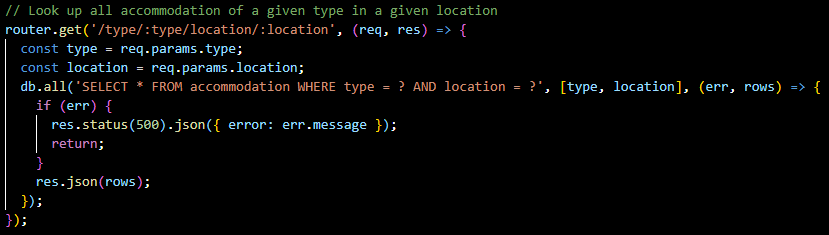 // Look up all accommodation of a given type in a given location
router.get('/type/:type/location/:location', (req, res) => {
  const type = req.params.type;
  const location = req.params.location;
  db.all('SELECT * FROM accommodation WHERE type = ? AND location = ?', [type, location], (err, rows) => {
    if (err) {
      res.status(500).json({ error: err.message });
      return;
    }
    res.json(rows);
  });
});